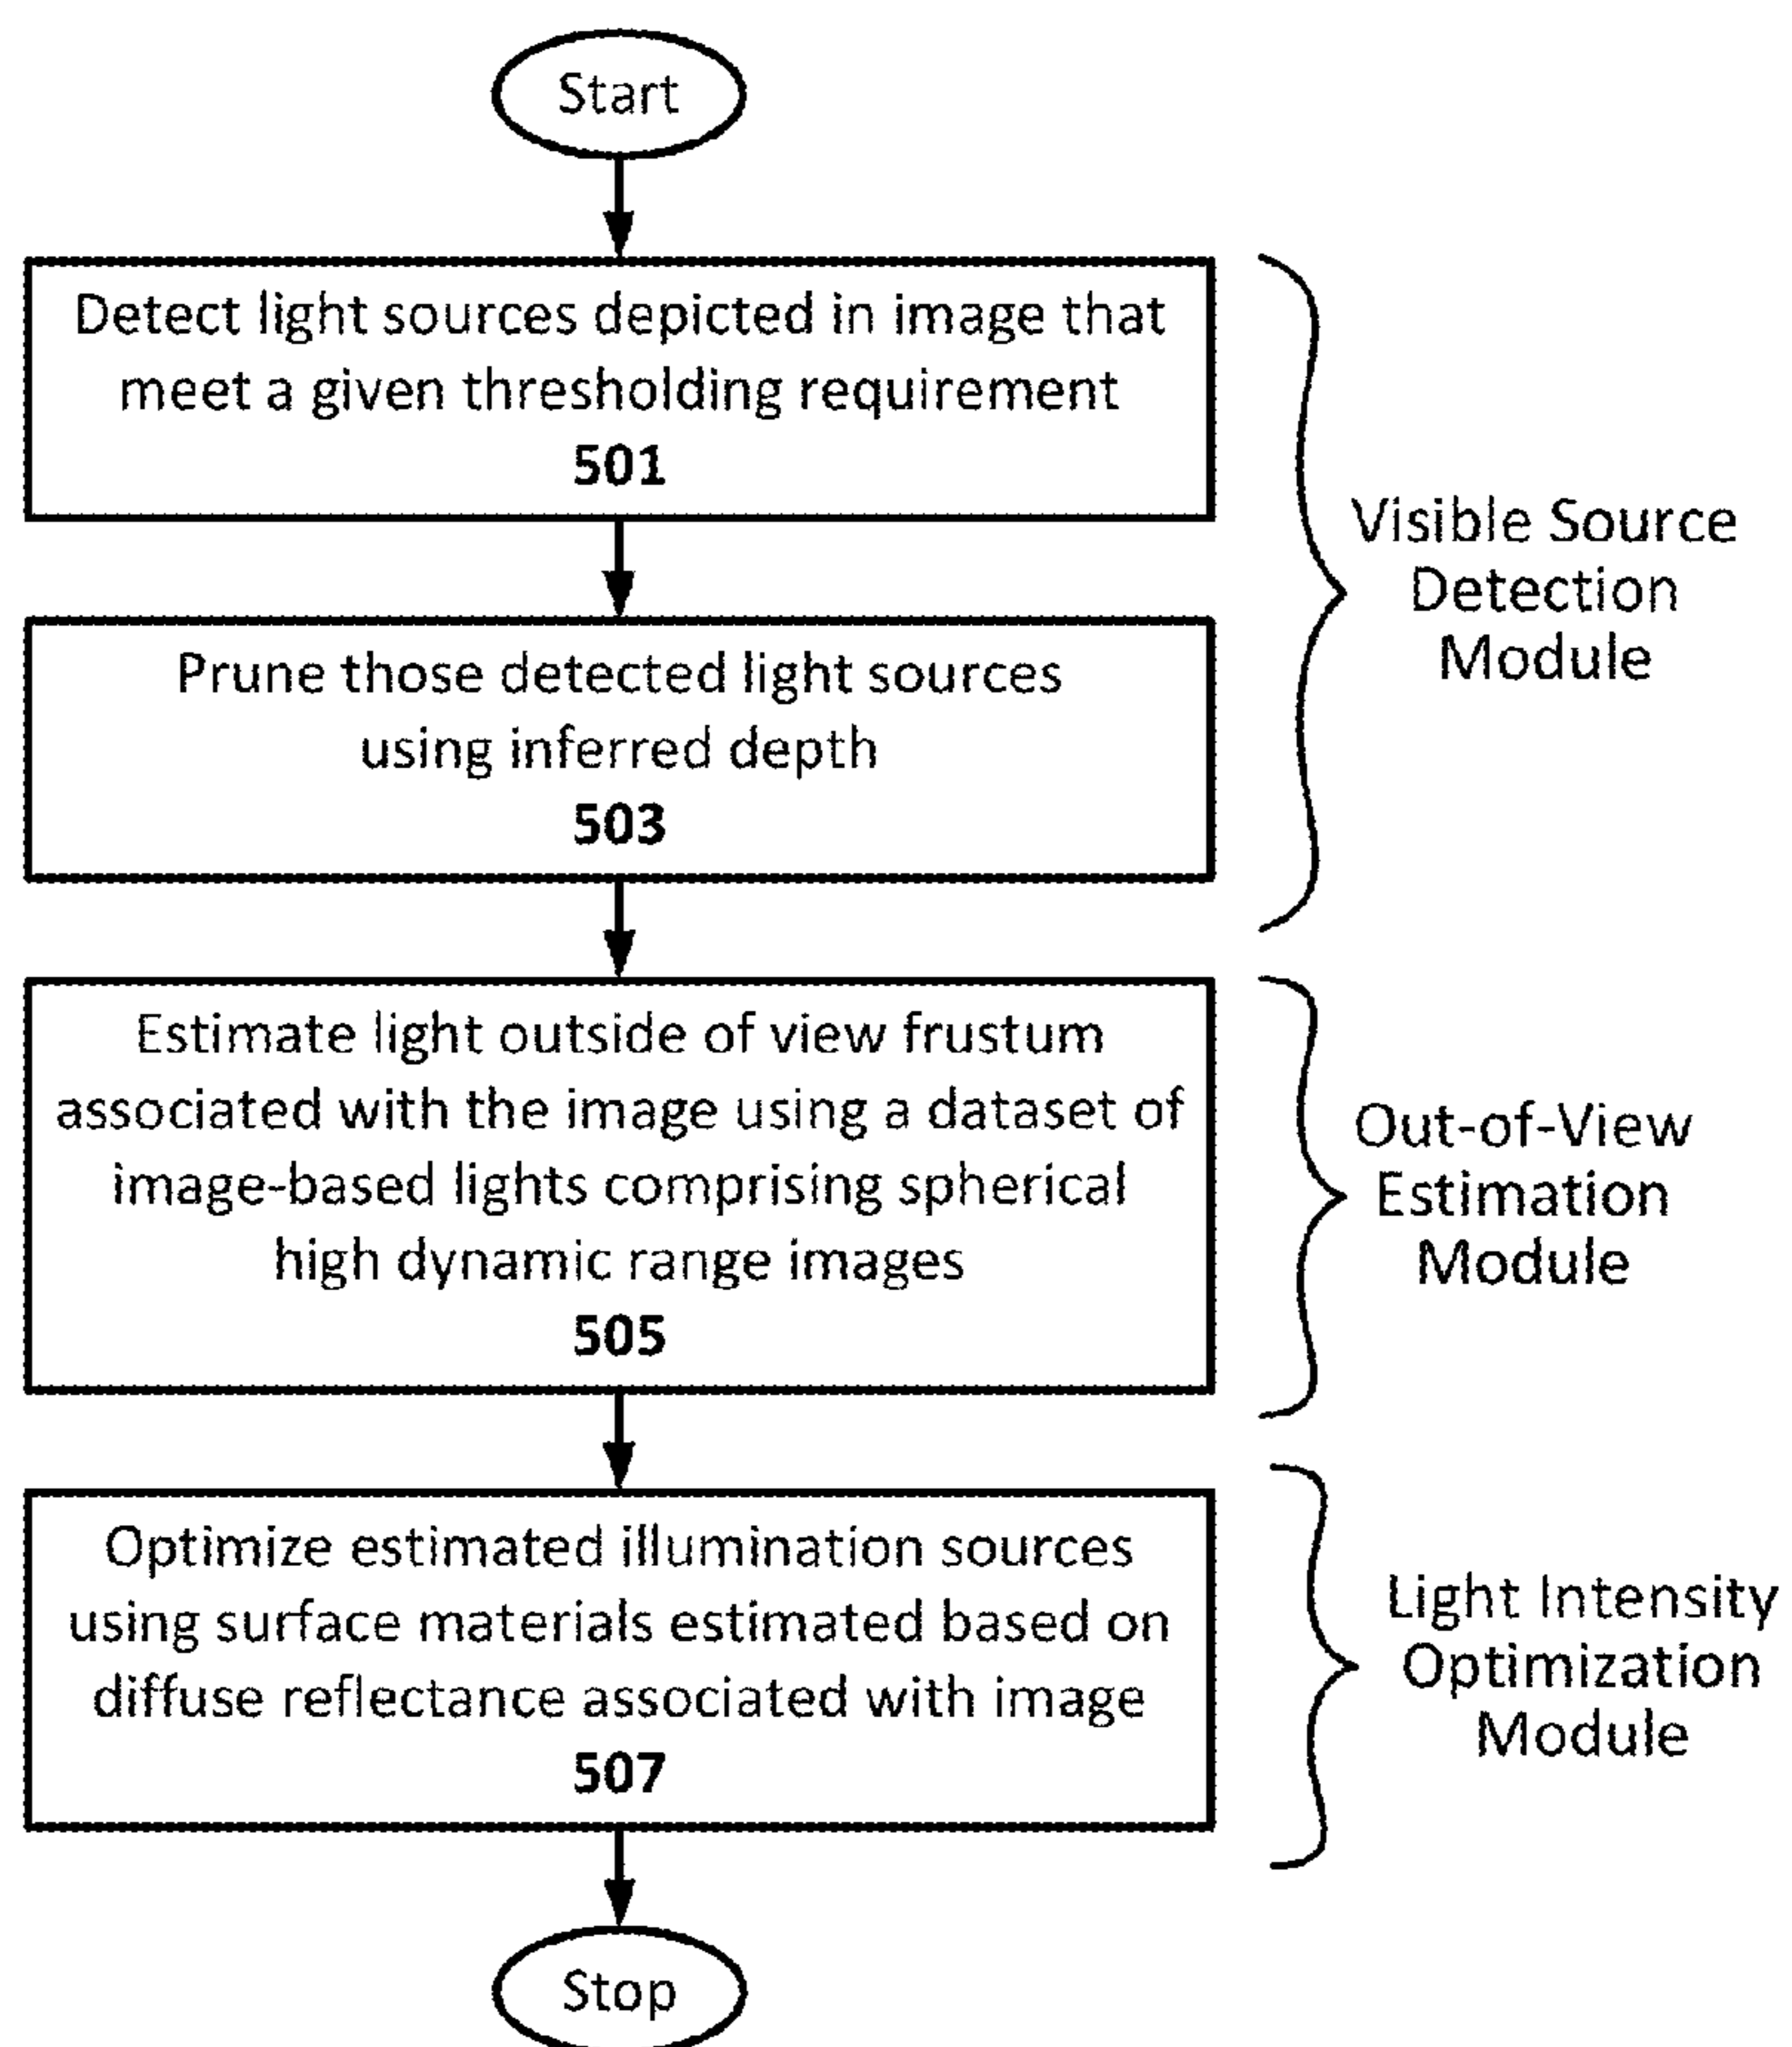 Start
Detect light sources depicted in image that
meet a given thresholding requirement
501
Prune those detected light sources
using inferred depth
503
Visible Source
Detection
Module
Estimate light outside of view frustum
associated with the image using a dataset of
image-based lights comprising spherical
high dynamic range images
505
Out-of-View
Estimation
Module
Optimize estimated illumination sources
using surface materials estimated based on
diffuse reflectance associated with image
507
Light Intensity
Optimization
Module
Stop